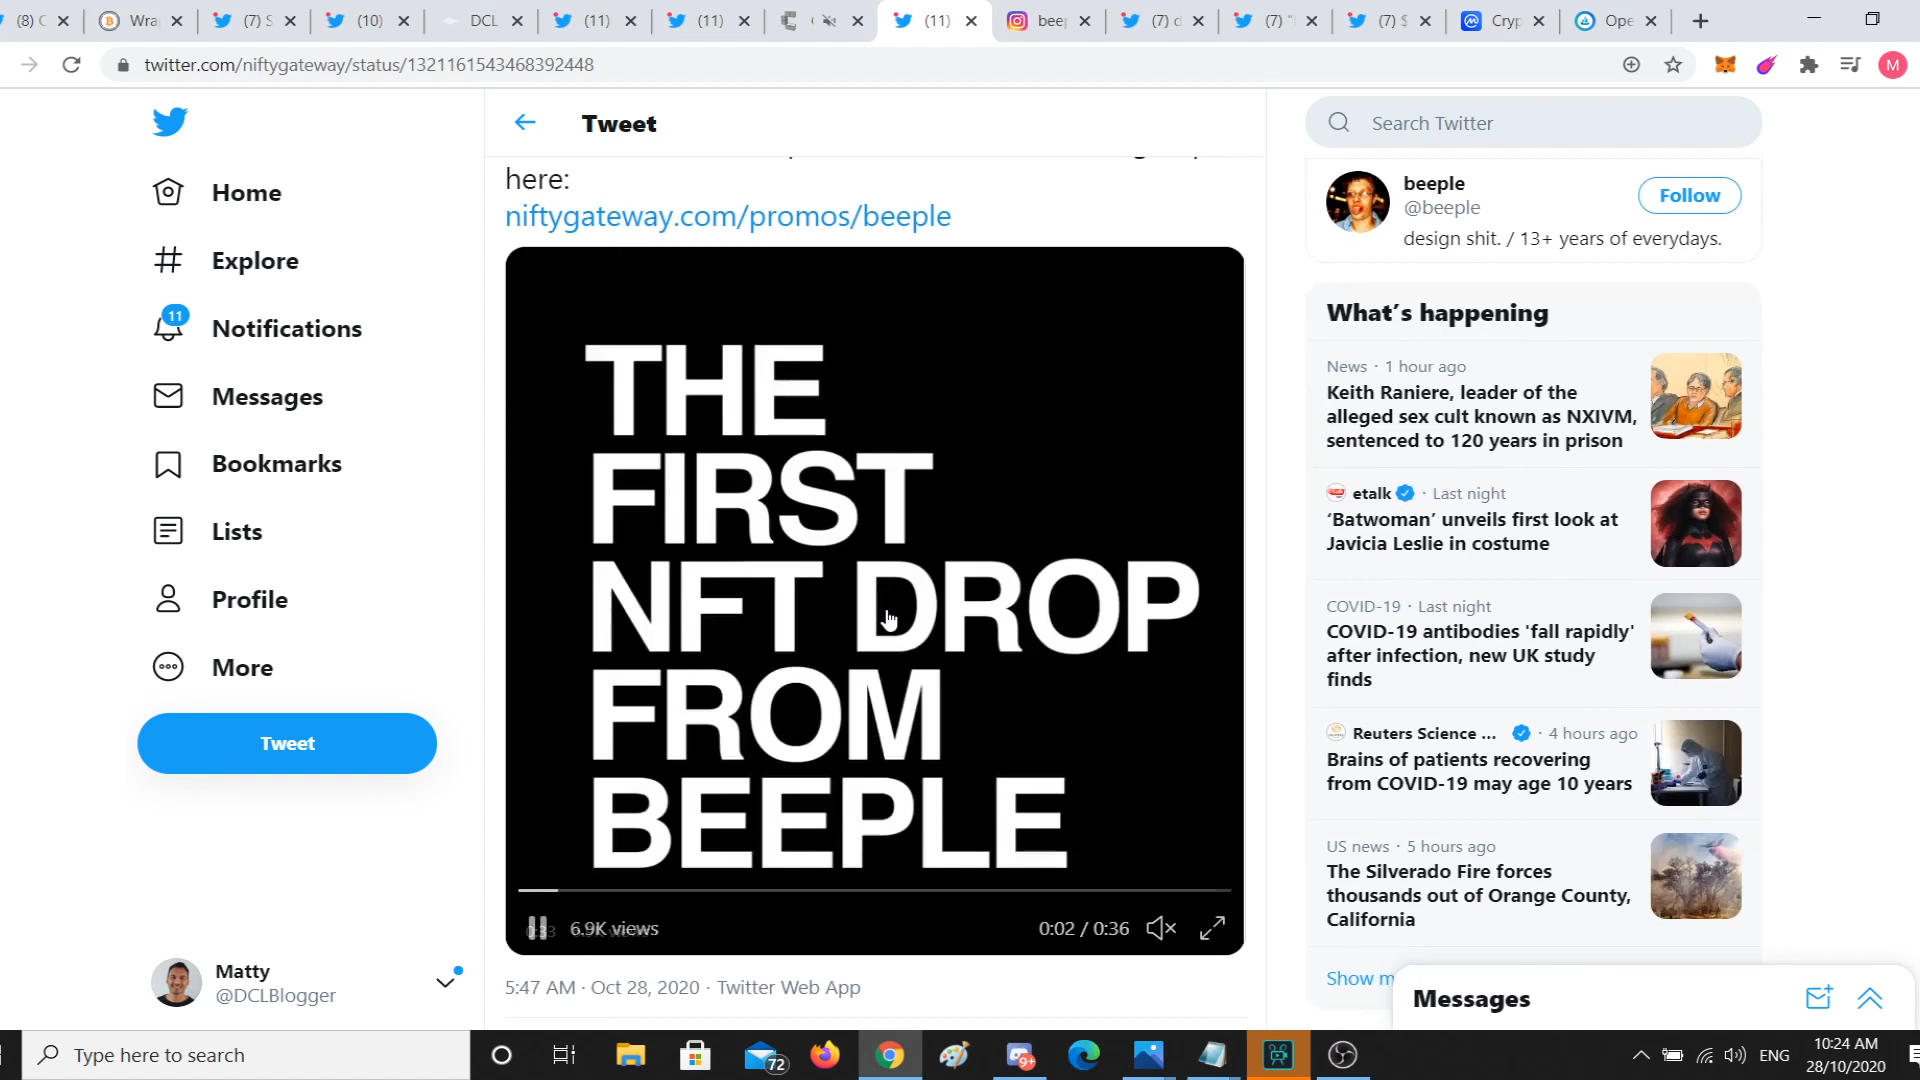 (8) C
Wra
(7) S
(10)
DCL
(11)
(11)
(11)
beep
(7) d
(7) "
(7) $
Cryp
Ope
twitter.com/niftygateway/status/1321161543468392448
M
Home
Explore
11
Notifications
Messages
Bookmarks
Lists
Profile
More
Tweet
Matty
@DCLBlogger
Tweet
here:
niftygateway.com/promos/beeple
THE
FIRST
NFT DROP
FROM
BEEPLE
6.9K views
0:02 / 0:36
5:47 AM · Oct 28, 2020 · Twitter Web App
Search Twitter
beeple
@beeple
Follow
design shit. / 13+ years of everydays.
What's happening
News · 1 hour ago
Keith Raniere, leader of the
alleged sex cult known as NXIVM,
sentenced to 120 years in prison
etalk · Last night
‘Batwoman’ unveils first look at
Javicia Leslie in costume
COVID-19 · Last night
COVID-19 antibodies 'fall rapidly'
after infection, new UK study
finds
Reuters Science ... · 4 hours ago
Brains of patients recovering
from COVID-19 may age 10 years
US news · 5 hours ago
The Silverado Fire forces
thousands out of Orange County,
California
Show m
Messages
Type here to search
72
9+
ENG
10:24 AM
28/10/2020